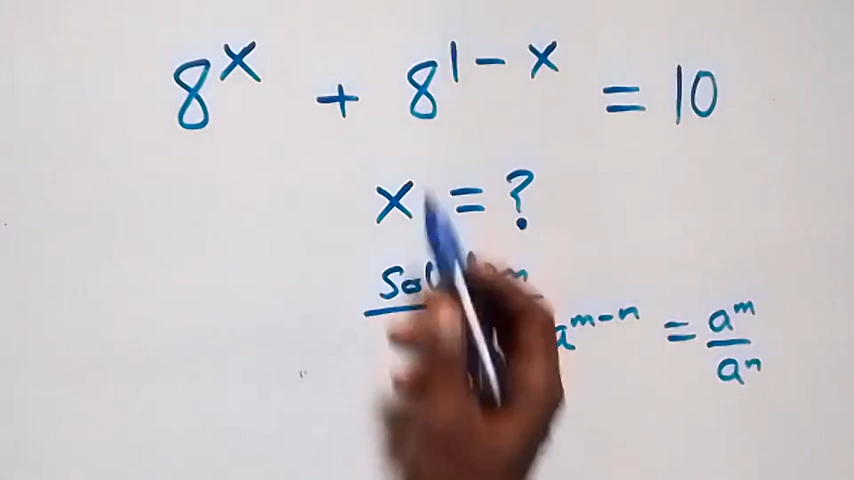 8^x + 8^(1-x) = 10
x = ?
a^(m-n) = a^m/a^n